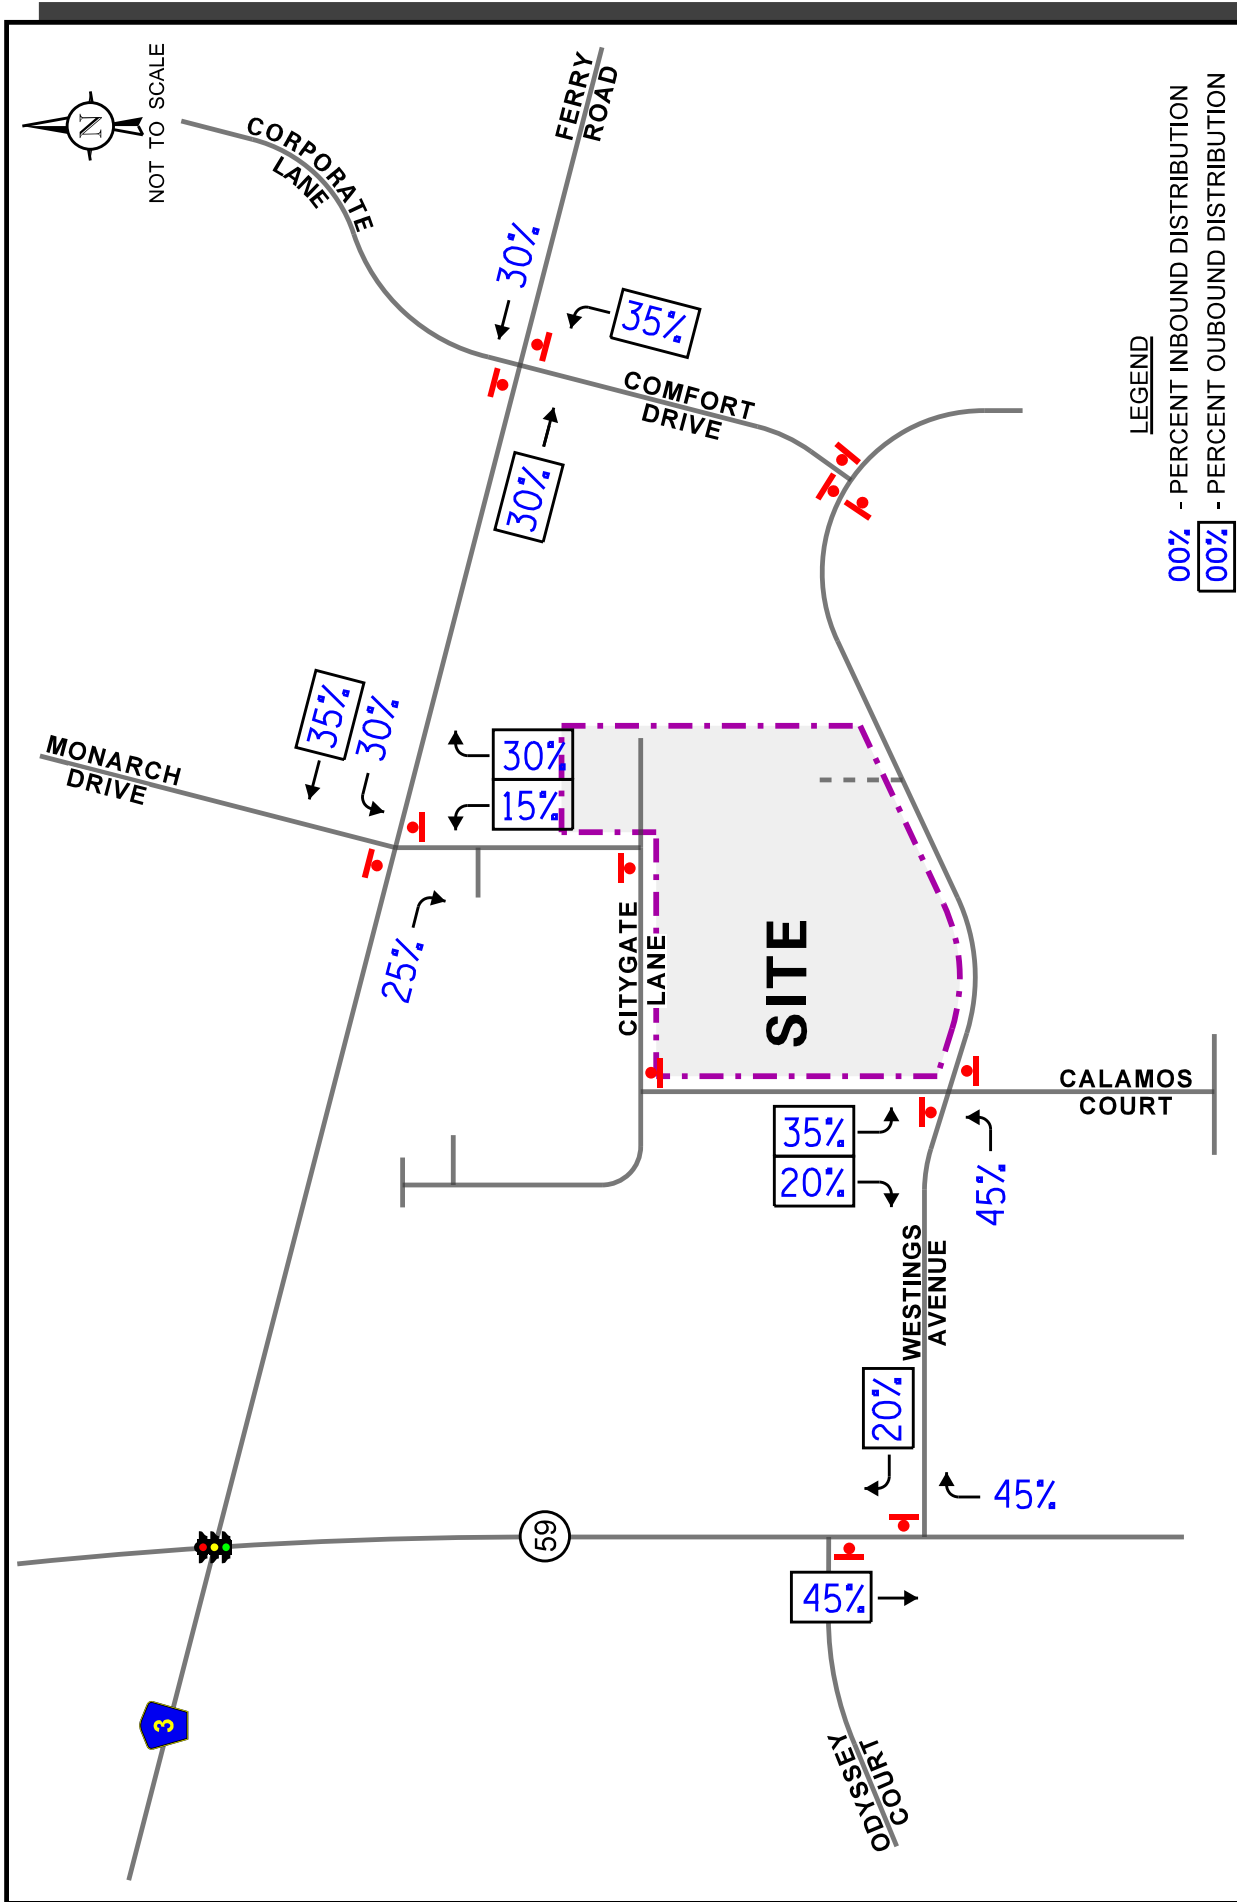 N
NOT TO SCALE
CORPORATE
LANE
FERRY
ROAD
30%
35%
COMFORT
DRIVE
30%
MONARCH
DRIVE
35%
30%
30%
15%
25%
CITYGATE
LANE
SITE
CALAMOS
COURT
35%
20%
45%
WESTINGS
AVENUE
20%
45%
59
45%
3
ODYSSEY
COURT
LEGEND
00% - PERCENT INBOUND DISTRIBUTION
00% - PERCENT OUBOUND DISTRIBUTION